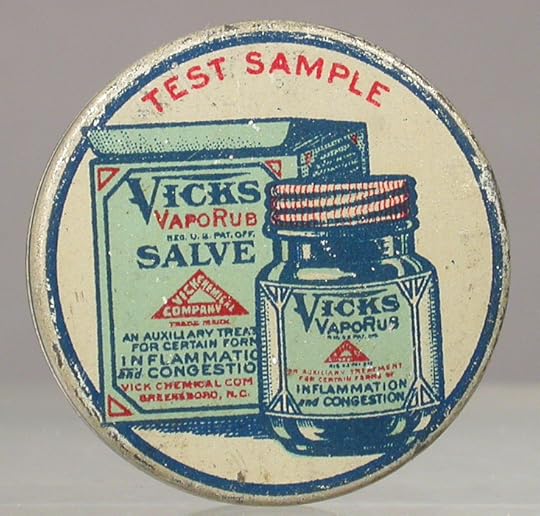 TEST SAMPLE
VICKS
VAPORUB
REG. U.S. PAT. OFF.
SALVE
VICK CHEMICAL
COMPANY
TRADE MARK
AN AUXILIARY TREAT
FOR CERTAIN FORM
INFLAMMATIO
AND CONGESTIO
VICK CHEMICAL COM
GREENSBORO, N.C.
VICKS
VAPORUB
AN AUXILIARY TREATMENT
FOR CERTAIN FORMS OF
INFLAMMATION
and CONGESTION